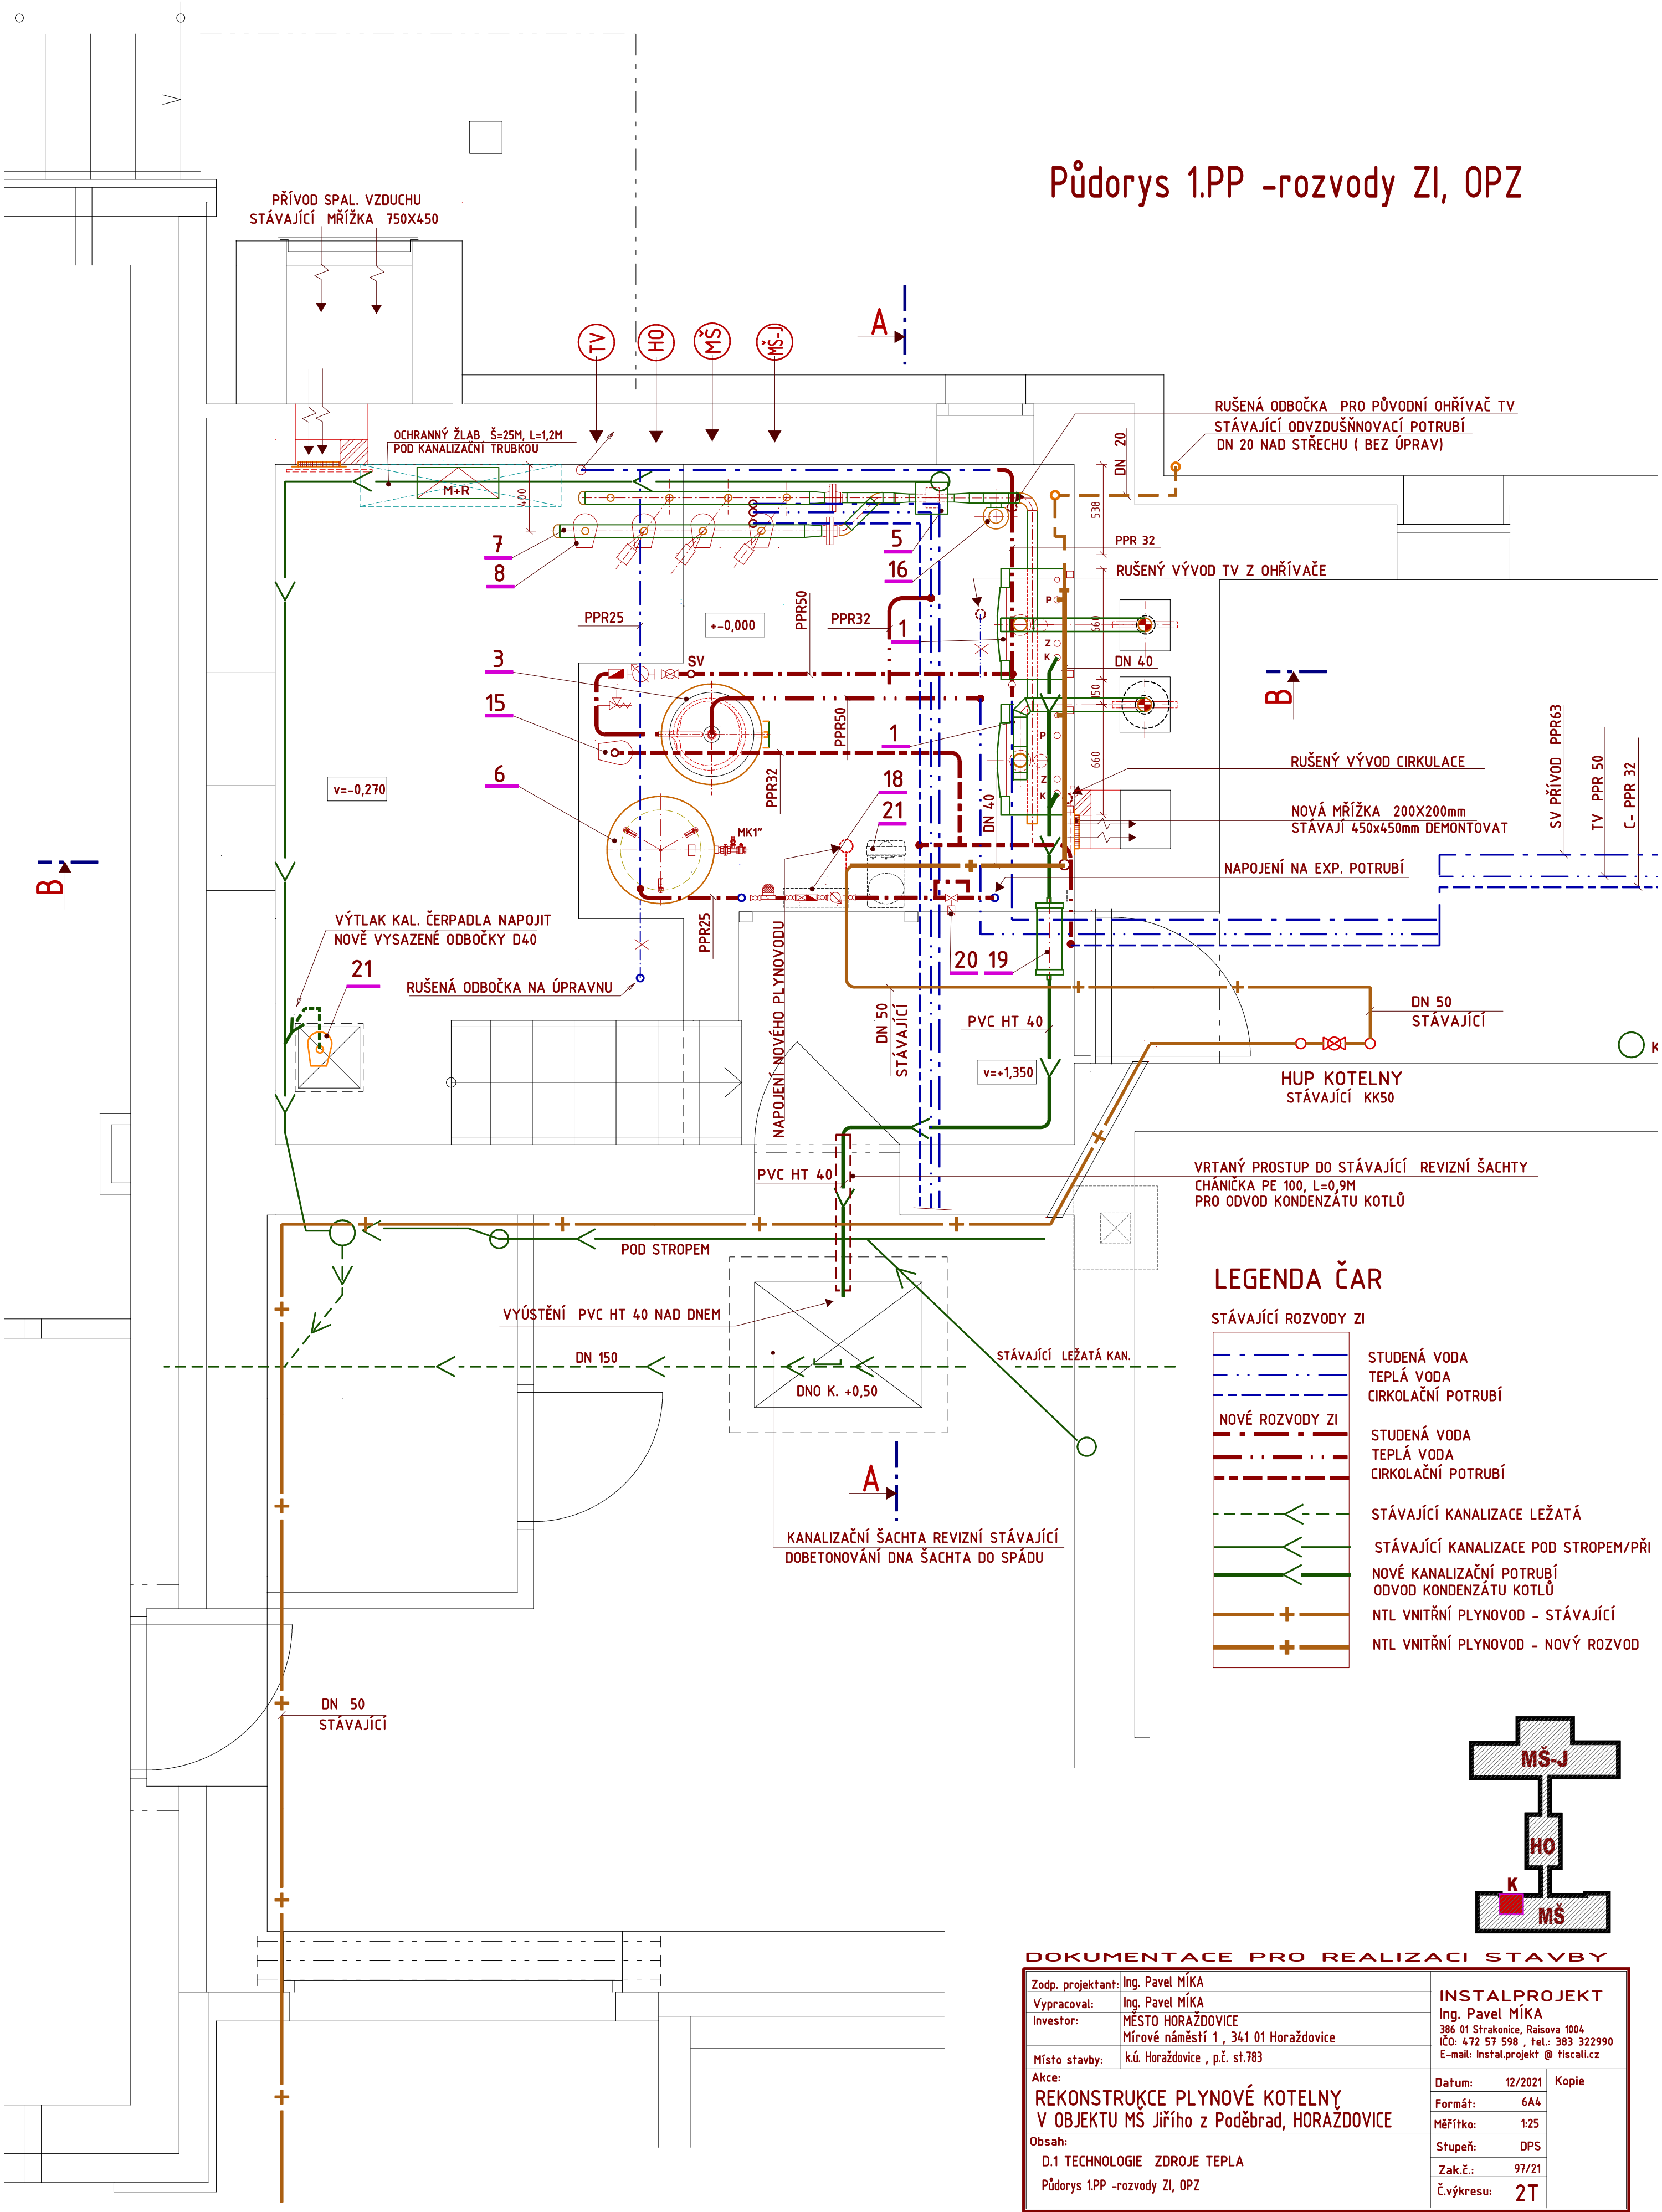 Půdorys 1.PP -rozvody ZI, OPZ
PŘÍVOD SPAL. VZDUCHU
STÁVAJÍCÍ MŘÍŽKA 750X450
TV
HO
MŠ
MŠ-J
A
RUŠENÁ ODBOČKA PRO PŮVODNÍ OHŘÍVAČ TV
STÁVAJÍCÍ ODVZDUŠŇNOVACÍ POTRUBÍ
DN 20 NAD STŘECHU ( BEZ ÚPRAV)
OCHRANNÝ ŽLAB Š=25M, L=1,2M
POD KANALIZAČNÍ TRUBKOU
M+R
400
DN 20
538
7
8
5
16
PPR 32
RUŠENÝ VÝVOD TV Z OHŘÍVAČE
PPR25
+-0,000
PPR50
PPR32
1
P
560
Z
K
3
SV
DN 40
15
PPR50
150
B
1
P
660
6
PPR32
v=-0,270
18
Z
K
RUŠENÝ VÝVOD CIRKULACE
SV PŘÍVOD PPR63
TV PPR 50
C- PPR 32
21
MK1"
DN 40
NOVÁ MŘÍŽKA 200X200mm
STÁVAJÍ 450x450mm DEMONTOVAT
B
NAPOJENÍ NA EXP. POTRUBÍ
VÝTLAK KAL. ČERPADLA NAPOJIT
NOVĚ VYSAZENÉ ODBOČKY D40
PPR25
21
20 19
RUŠENÁ ODBOČKA NA ÚPRAVNU
NAPOJENÍ NOVÉHO PLYNOVODU
DN 50
STÁVAJÍCÍ
PVC HT 40
DN 50
STÁVAJÍCÍ
K
v=+1,350
HUP KOTELNY
STÁVAJÍCÍ KK50
PVC HT 40
VRTANÝ PROSTUP DO STÁVAJÍCÍ REVIZNÍ ŠACHTY
CHÁNIČKA PE 100, L=0,9M
PRO ODVOD KONDENZÁTU KOTLŮ
POD STROPEM
VYÚSTĚNÍ PVC HT 40 NAD DNEM
DN 150
STÁVAJÍCÍ LEŽATÁ KAN.
DNO K. +0,50
A
KANALIZAČNÍ ŠACHTA REVIZNÍ STÁVAJÍCÍ
DOBETONOVÁNÍ DNA ŠACHTA DO SPÁDU
DN 50
STÁVAJÍCÍ
LEGENDA ČAR
STÁVAJÍCÍ ROZVODY ZI
STUDENÁ VODA
TEPLÁ VODA
CIRKOLAČNÍ POTRUBÍ
NOVÉ ROZVODY ZI
STUDENÁ VODA
TEPLÁ VODA
CIRKOLAČNÍ POTRUBÍ
STÁVAJÍCÍ KANALIZACE LEŽATÁ
STÁVAJÍCÍ KANALIZACE POD STROPEM/PŘI
NOVÉ KANALIZAČNÍ POTRUBÍ
ODVOD KONDENZÁTU KOTLŮ
NTL VNITŘNÍ PLYNOVOD - STÁVAJÍCÍ
NTL VNITŘNÍ PLYNOVOD - NOVÝ ROZVOD
MŠ-J
HO
K
MŠ
DOKUMENTACE PRO REALIZACI STAVBY
Zodp. projektant: Ing. Pavel MÍKA
Vypracoval: Ing. Pavel MÍKA
Investor: MĚSTO HORAŽDOVICE
Mírové náměstí 1 , 341 01 Horaždovice
Místo stavby: k.ú. Horaždovice , p.č. st.783
INSTALPROJEKT
Ing. Pavel MÍKA
386 01 Strakonice, Raisova 1004
IČO: 472 57 598 , tel.: 383 322990
E-mail: Instal.projekt @ tiscali.cz
Akce:
REKONSTRUKCE PLYNOVÉ KOTELNY
V OBJEKTU MŠ Jiřího z Poděbrad, HORAŽDOVICE
Obsah:
D.1 TECHNOLOGIE ZDROJE TEPLA
Půdorys 1.PP -rozvody ZI, OPZ
Datum: 12/2021
Kopie
Formát: 6A4
Měřítko: 1:25
Stupeň: DPS
Zak.č.: 97/21
Č.výkresu: 2T